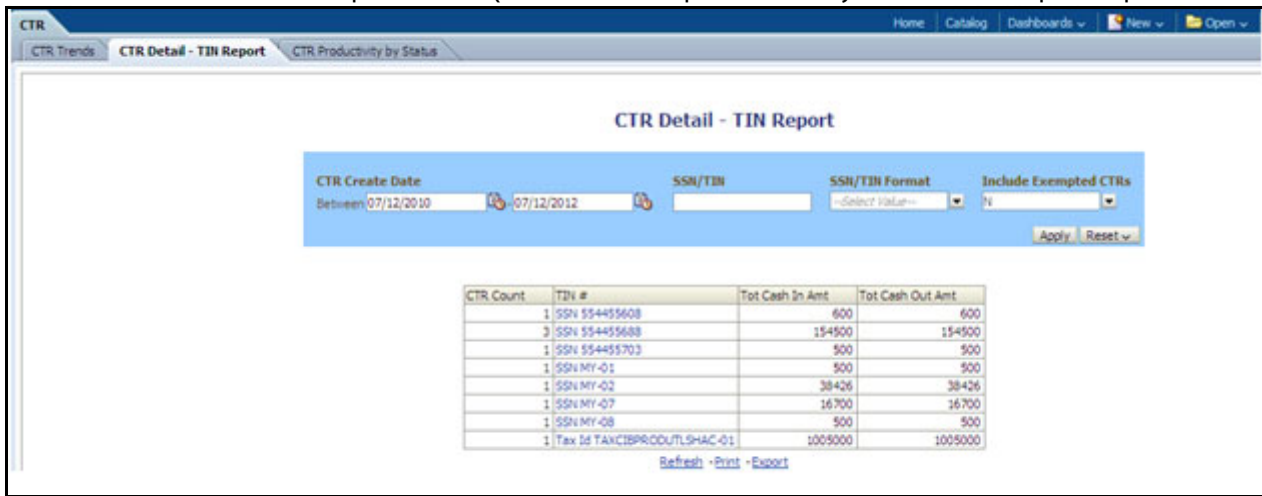 CTR
Home Catalog Dashboards New Open
CTR Trends CTR Detail - TIN Report CTR Productivity by Status
CTR Detail - TIN Report
CTR Create Date SSN/TIN SSN/TIN Format Include Exempted CTRs
Between 07/12/2010 - 07/12/2012 --Select Value-- N
Apply Reset
CTR Count TIN # Tot Cash In Amt Tot Cash Out Amt
1 SSN 554455608 600 600
3 SSN 554455688 154500 154500
1 SSN 554455703 500 500
1 SSN MY-01 500 500
1 SSN MY-02 38426 38426
1 SSN MY-07 16700 16700
1 SSN MY-08 500 500
1 Tax Id TAXCIBPRODUTLSHAC-01 1005000 1005000
Refresh - Print - Export